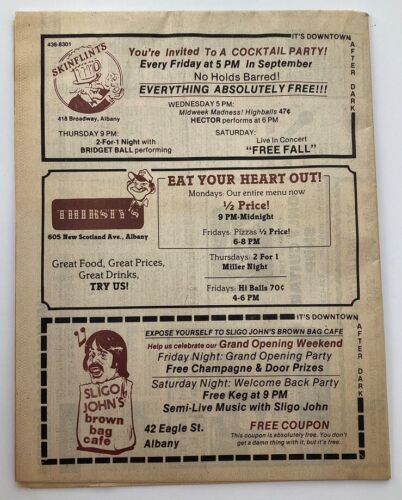 436-8301
SKINFLINTS
418 Broadway, Albany
IT'S DOWNTOWN
AFTER DARK
You're Invited To A COCKTAIL PARTY!
Every Friday at 5 PM In September
No Holds Barred!
EVERYTHING ABSOLUTELY FREE!!!
WEDNESDAY 5 PM:
Midweek Madness! Highballs 47¢
HECTOR performs at 6 PM
THURSDAY 9 PM:
2-For-1 Night with
BRIDGET BALL performing
SATURDAY:
Live In Concert
"FREE FALL"
THIRSTY'S
605 New Scotland Ave., Albany
Great Food, Great Prices,
Great Drinks,
TRY US!
EAT YOUR HEART OUT!
Mondays: Our entire menu now
½ Price!
9 PM-Midnight
Fridays: Pizzas ½ Price!
6-8 PM
Thursdays: 2 For 1
Miller Night
Fridays: Hi Balls 70¢
4-6 PM
IT'S DOWNTOWN
AFTER DARK
EXPOSE YOURSELF TO SLIGO JOHN'S BROWN BAG CAFE
Help us celebrate our Grand Opening Weekend
Friday Night: Grand Opening Party
Free Champagne & Door Prizes
Saturday Night: Welcome Back Party
Free Keg at 9 PM
Semi-Live Music with Sligo John
SLIGO
JOHN'S
brown
bag
cafe
42 Eagle St.
Albany
FREE COUPON
This coupon is absolutely free. You don't
get a damn thing with it, but it's free.